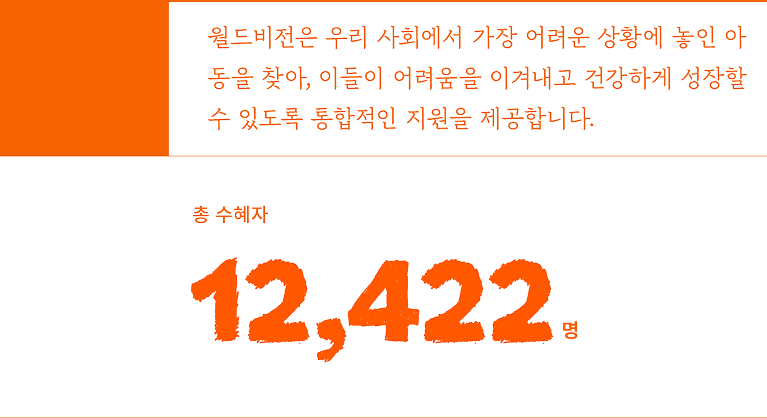 월드비전은 우리 사회에서 가장 어려운 상황에 놓인 아
동을 찾아, 이들이 어려움을 이겨내고 건강하게 성장할
수 있도록 통합적인 지원을 제공합니다.
총 수혜자
12,422 명